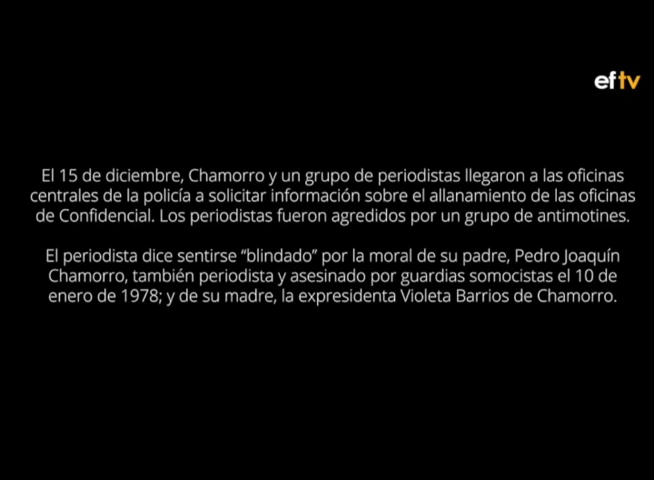 eftv
El 15 de diciembre, Chamorro y un grupo de periodistas llegaron a las oficinas
centrales de la policía a solicitar información sobre el allanamiento de las oficinas
de Confidencial. Los periodistas fueron agredidos por un grupo de antimotines.
El periodista dice sentirse “blindado” por la moral de su padre, Pedro Joaquín
Chamorro, también periodista y asesinado por guardias somocistas el 10 de
enero de 1978; y de su madre, la expresidenta Violeta Barrios de Chamorro.